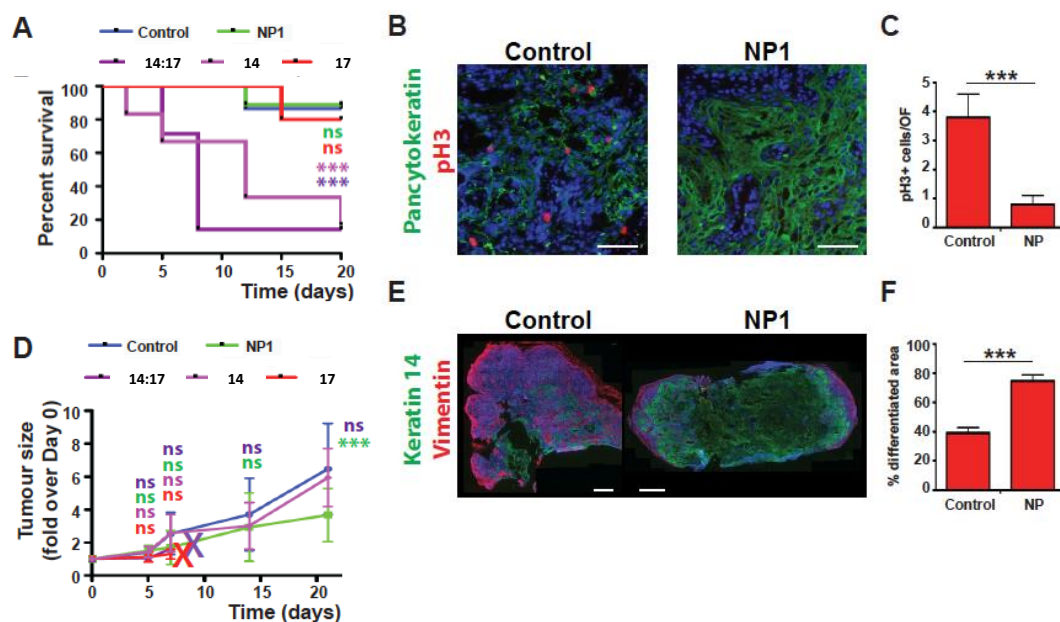 A
Control NP1
14:17 14 17
Percent survival
100
80
60
40
20
0
ns
ns
***
***
0 5 10 15 20
Time (days)
B
Control NP1
Pancytokeratin
pH3
C
pH3+ cells/OF
5
4
3
2
1
0
***
Control NP
D
Control NP1
14:17 14 17
Tumour size
(fold over Day 0)
10
8
6
4
2
0
ns
ns
ns
ns
ns
ns
ns
ns
ns
ns
ns
***
X X
0 5 10 15 20
Time (days)
E
Control NP1
Keratin 14
Vimentin
F
% differentiated area
100
80
60
40
20
0
***
Control NP